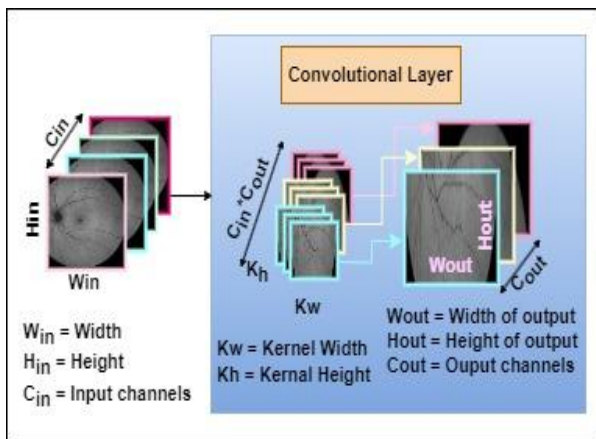 Convolutional Layer
Cin
Hin
Win
Cin *Cout
Kh
Kw
Hout
Wout
Cout
Win = Width
Hin = Height
Cin = Input channels
Kw = Kernel Width
Kh = Kernal Height
Wout = Width of output
Hout = Height of output
Cout = Ouput channels